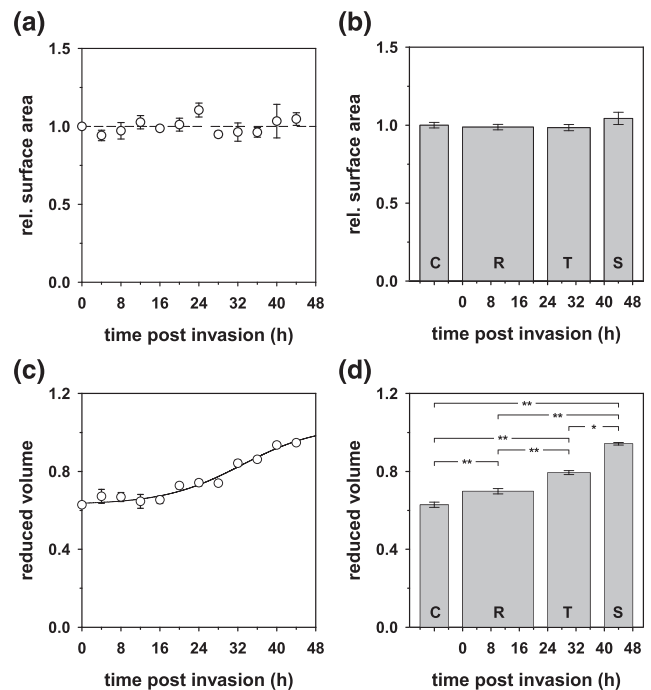 (a)
(b)
1.5
1.0
0.5
0.0
rel. surface area
0 8 16 24 32 40 48
time post invasion (h)
1.5
1.0
0.5
0.0
rel. surface area
C R T S
0 8 16 24 32 40 48
time post invasion (h)
(c)
(d)
1.2
0.8
0.4
0.0
reduced volume
0 8 16 24 32 40 48
time post invasion (h)
1.2
0.8
0.4
0.0
reduced volume
**
**
*
**
**
**
C R T S
0 8 16 24 32 40 48
time post invasion (h)